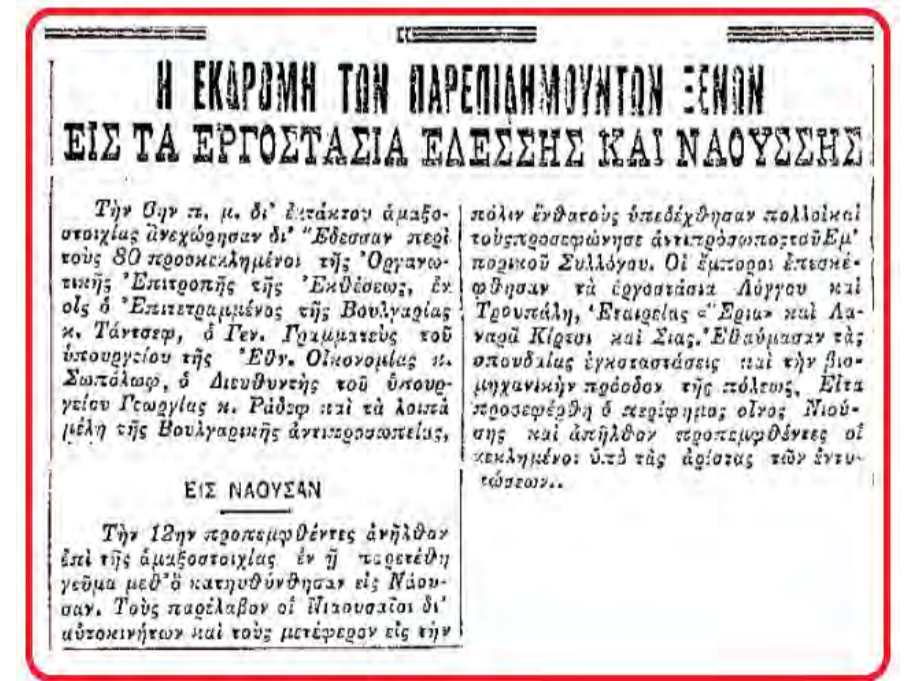 Η ΕΚΔΡΟΜΗ ΤΩΝ ΠΑΡΕΠΙΔΗΜΟΥΝΤΩΝ ΞΕΝΩΝ
ΕΙΣ ΤΑ ΕΡΓΟΣΤΑΣΙΑ ΕΔΕΣΣΗΣ ΚΑΙ ΝΑΟΥΣΣΗΣ
Τὴν 6ην π. μ. δι' ἐκτάκτου ἁμαξο-
στοιχίας ἀνεχώρησαν δι' Ἔδεσσαν περὶ
τοὺς 80 προσκεκλημένοι τῆς Ὀργανω-
τικῆς Ἐπιτροπῆς τῆς Ἐκθέσεως, ἐν
οἷς ὁ Ἐπιτετραμμένος τῆς Βουλγαρίας
κ. Τάντσεφ, ὁ Γεν. Γραμματεὺς τοῦ
ὑπουργείου τῆς Ἐθν. Οἰκονομίας κ.
Σωπόλωφ, ὁ Διευθυντὴς τοῦ ὑπουρ-
γείου Γεωργίας κ. Ράδεφ καὶ τὰ λοιπὰ
μέλη τῆς Βουλγαρικῆς ἀντιπροσωπείας,
ΕΙΣ ΝΑΟΥΣΑΝ
Τὴν 12ην προπεμφθέντες ἀνῆλθον
ἐπὶ τῆς ἁμαξοστοιχίας ἐν ᾗ παρετέθη
γεῦμα μεθ' ὃ κατηυθύνθησαν εἰς Νάου-
σαν. Τοὺς παρέλαβον οἱ Νιαουσαῖοι δι'
αὐτοκινήτων καὶ τοὺς μετέφερον εἰς τὴν
πόλιν ἔνθα τοὺς ὑπεδέχθησαν πολλοὶ καὶ
τοὺς προσεφώνησε ἀντιπρόσωπος τοῦ Ἐμ'
πορικοῦ Συλλόγου. Οἱ ἔμποροι ἐπεσκέ-
φθησαν τὰ ἐργοστάσια Λόγγου καὶ
Τρουπάλη, Ἑταιρείας «Ἔρια» καὶ Λα-
ναρᾶ Κίρτσι καὶ Σιας. Ἐθαύμασαν τὰς
σπουδαίας ἐγκαταστάσεις καὶ τὴν βιο-
μηχανικὴν πρόοδον τῆς πόλεως. Εἶτα
προσεφέρθη ὁ περίφημος οἶνος Νιαού-
σης καὶ ἀπῆλθον προπεμφθέντες οἱ
κεκλημένοι ὑπὸ τὰς ἀρίστας τῶν ἐντυ-
πώσεων..